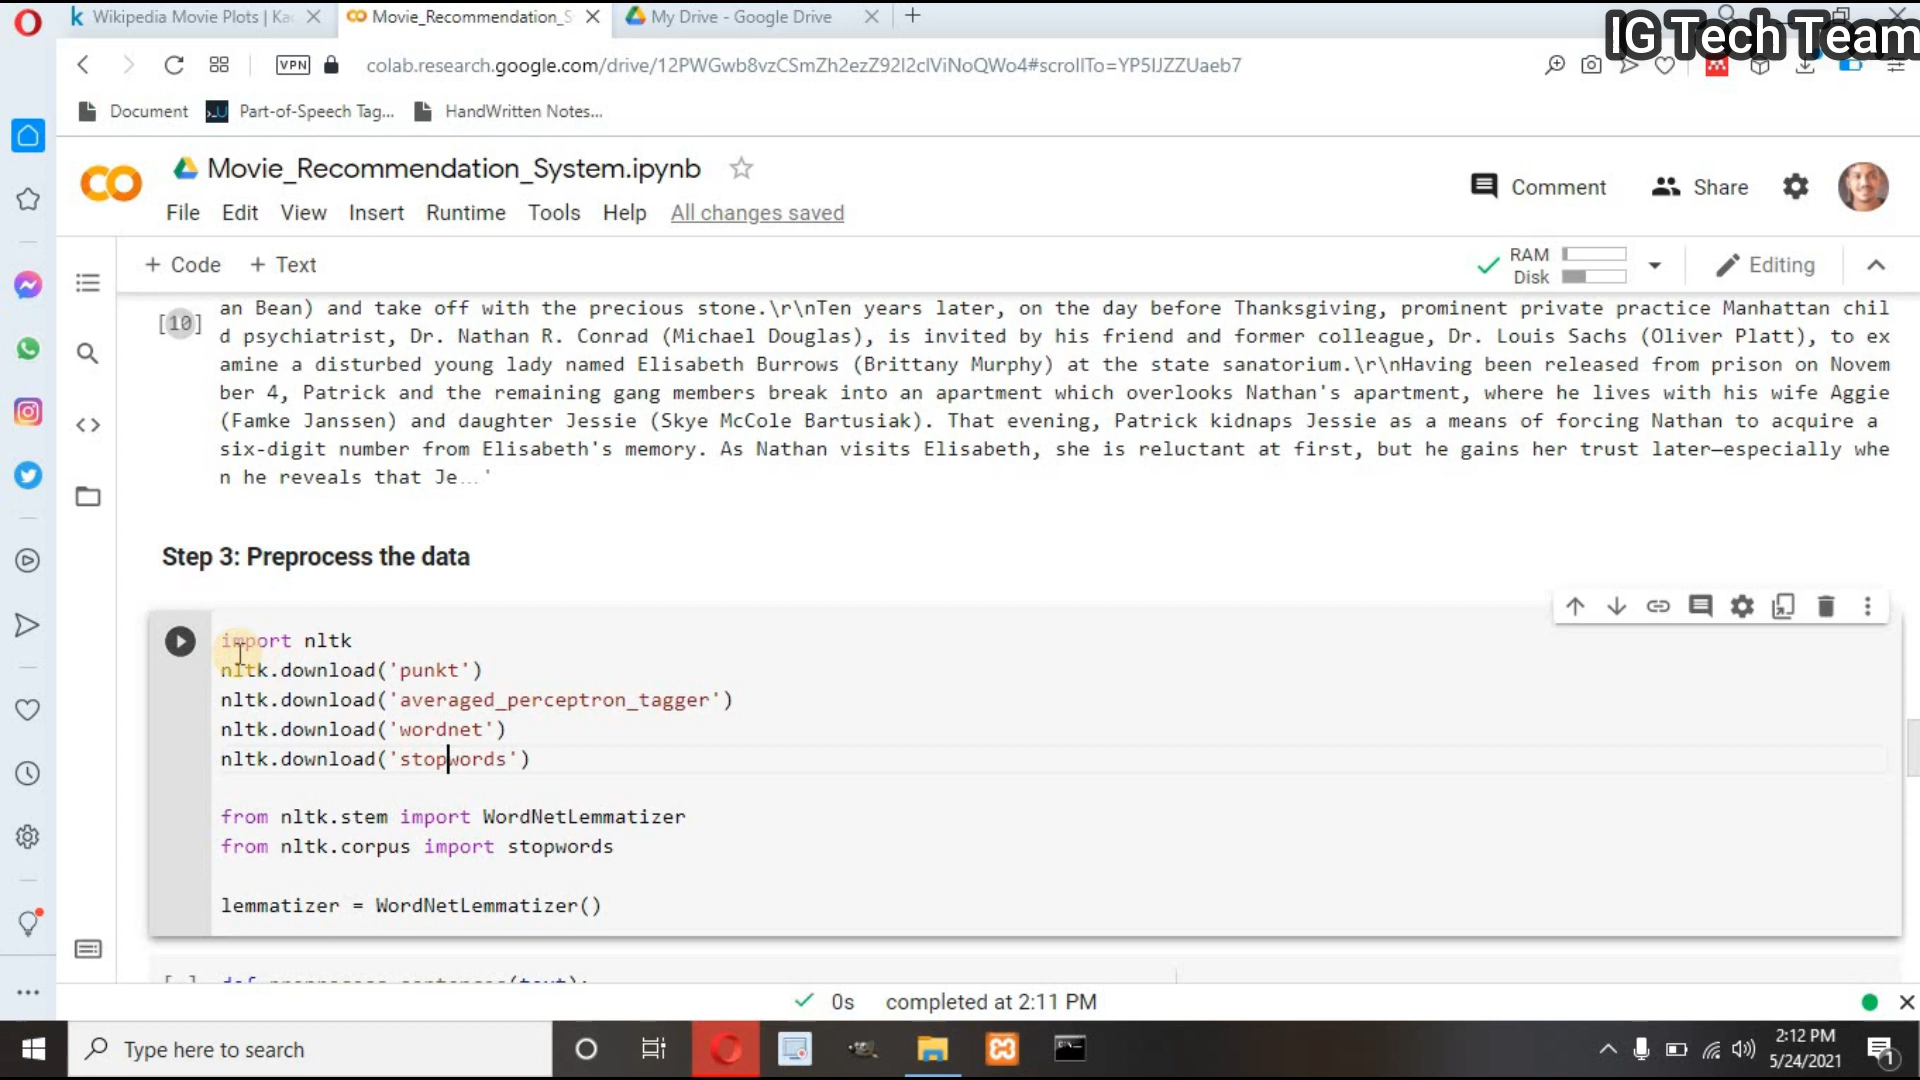 Wikipedia Movie Plots | Ka
Movie_Recommendation_S
My Drive - Google Drive
IG Tech Team
VPN
colab.research.google.com/drive/12PWGwb8vzCSmZh2ezZ92I2cIViNoQWo4#scrollTo=YP5IJZZUaeb7
Document
Part-of-Speech Tag...
HandWritten Notes...
Movie_Recommendation_System.ipynb
Comment
Share
File Edit View Insert Runtime Tools Help All changes saved
+ Code + Text
RAM
Disk
Editing
[10]
an Bean) and take off with the precious stone.\r\nTen years later, on the day before Thanksgiving, prominent private practice Manhattan chil
d psychiatrist, Dr. Nathan R. Conrad (Michael Douglas), is invited by his friend and former colleague, Dr. Louis Sachs (Oliver Platt), to ex
amine a disturbed young lady named Elisabeth Burrows (Brittany Murphy) at the state sanatorium.\r\nHaving been released from prison on Novem
ber 4, Patrick and the remaining gang members break into an apartment which overlooks Nathan's apartment, where he lives with his wife Aggie
(Famke Janssen) and daughter Jessie (Skye McCole Bartusiak). That evening, Patrick kidnaps Jessie as a means of forcing Nathan to acquire a
six-digit number from Elisabeth's memory. As Nathan visits Elisabeth, she is reluctant at first, but he gains her trust later—especially whe
n he reveals that Je… '
Step 3: Preprocess the data
import nltk
nltk.download('punkt')
nltk.download('averaged_perceptron_tagger')
nltk.download('wordnet')
nltk.download('stopwords')
from nltk.stem import WordNetLemmatizer
from nltk.corpus import stopwords
lemmatizer = WordNetLemmatizer()
0s completed at 2:11 PM
Type here to search
2:12 PM
5/24/2021
1